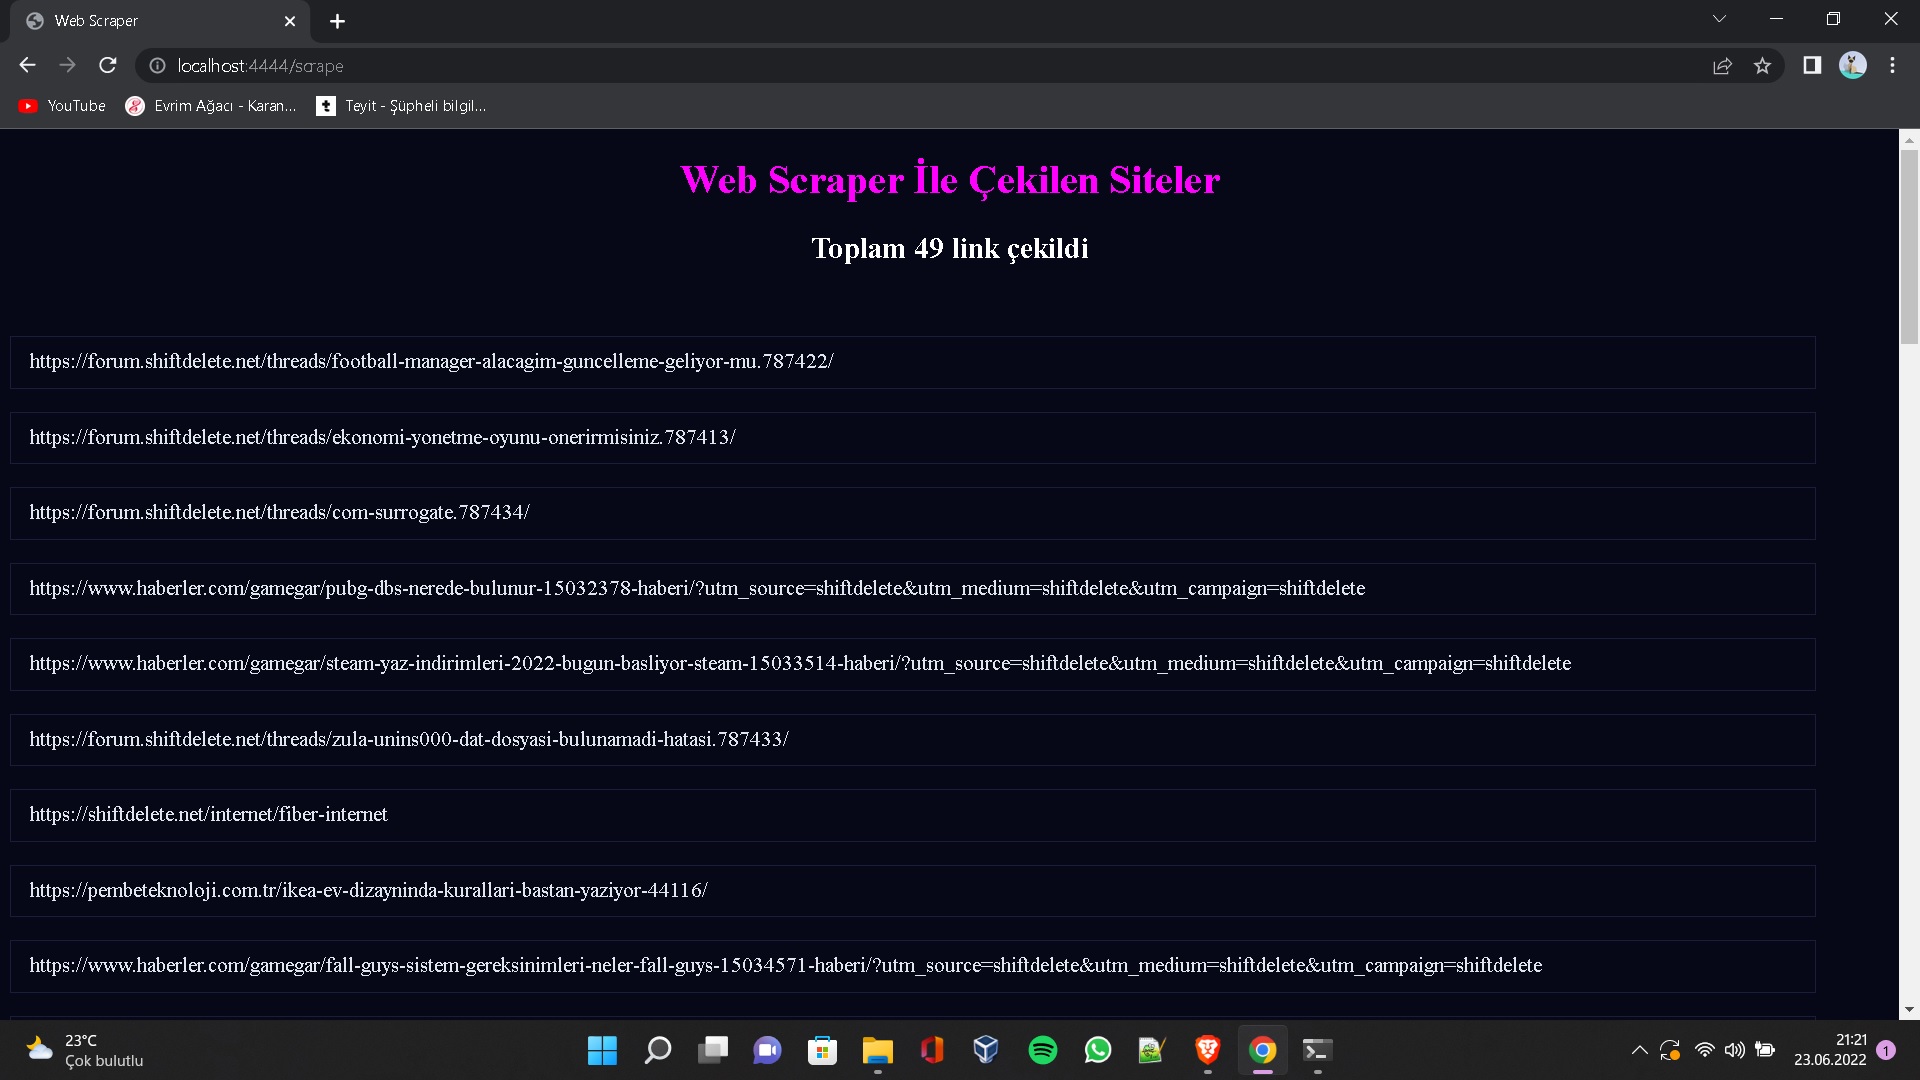 Web Scraper
localhost:4444/scrape
YouTube
Evrim Ağacı - Karan...
t
Teyit - Şüpheli bilgil...
Web Scraper İle Çekilen Siteler
Toplam 49 link çekildi
https://forum.shiftdelete.net/threads/football-manager-alacagim-guncelleme-geliyor-mu.787422/
https://forum.shiftdelete.net/threads/ekonomi-yonetme-oyunu-onerirmisiniz.787413/
https://forum.shiftdelete.net/threads/com-surrogate.787434/
https://www.haberler.com/gamegar/pubg-dbs-nerede-bulunur-15032378-haberi/?utm_source=shiftdelete&utm_medium=shiftdelete&utm_campaign=shiftdelete
https://www.haberler.com/gamegar/steam-yaz-indirimleri-2022-bugun-basliyor-steam-15033514-haberi/?utm_source=shiftdelete&utm_medium=shiftdelete&utm_campaign=shiftdelete
https://forum.shiftdelete.net/threads/zula-unins000-dat-dosyasi-bulunamadi-hatasi.787433/
https://shiftdelete.net/internet/fiber-internet
https://pembeteknoloji.com.tr/ikea-ev-dizayninda-kurallari-bastan-yaziyor-44116/
https://www.haberler.com/gamegar/fall-guys-sistem-gereksinimleri-neler-fall-guys-15034571-haberi/?utm_source=shiftdelete&utm_medium=shiftdelete&utm_campaign=shiftdelete
23°C
Çok bulutlu
21:21
23.06.2022
1